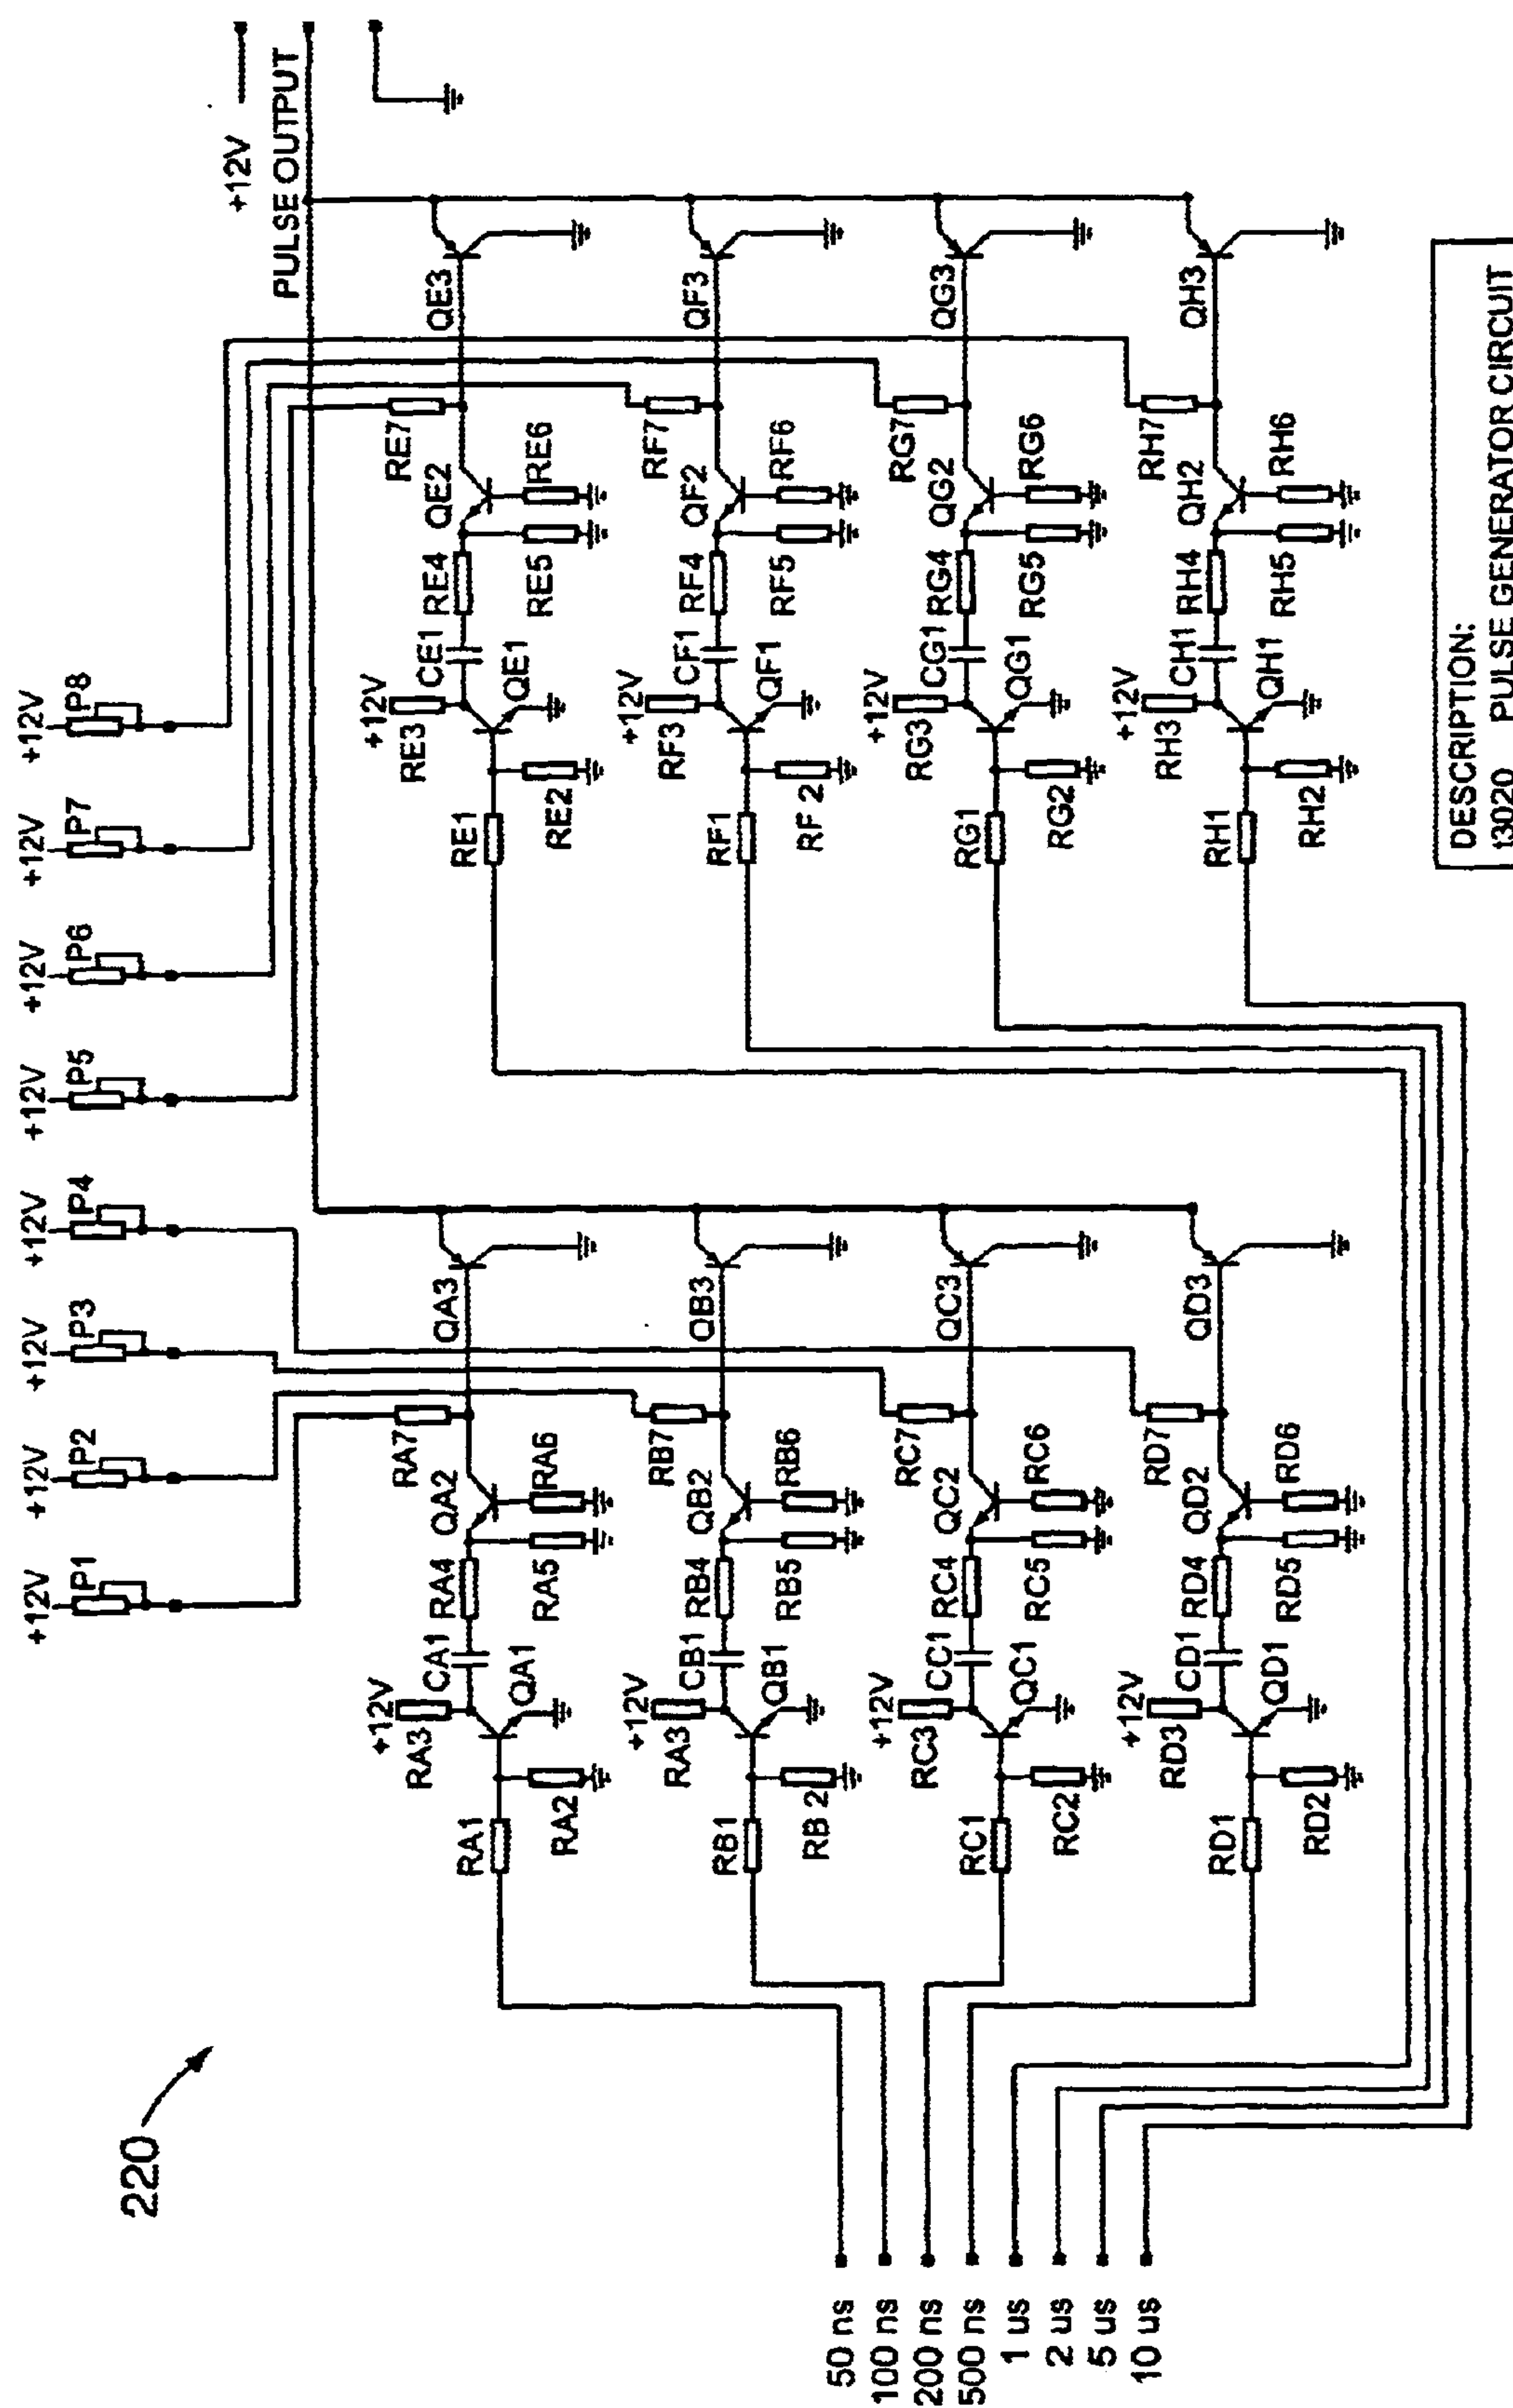 220
+12V
P1
+12V
P2
+12V
P3
+12V
P4
+12V
P5
+12V
P6
+12V
P7
+12V
P8
+12V
PULSE OUTPUT
50 ns
100 ns
200 ns
500 ns
1 us
2 us
5 us
10 us
RA1
RA2
+12V
RA3
CA1
QA1
RA4
RA5
QA2
RA6
RA7
QA3
RB1
RB 2
+12V
RA3
CB1
QB1
RB4
RB5
QB2
RB6
RB7
QB3
RC1
RC2
+12V
RC3
CC1
QC1
RC4
RC5
QC2
RC6
RC7
QC3
RD1
RD2
+12V
RD3
CD1
QD1
RD4
RD5
QD2
RD6
RD7
QD3
RE1
RE2
+12V
RE3
CE1
QE1
RE4
RE5
QE2
RE6
RE7
QE3
RF1
RF 2
+12V
RF3
CF1
QF1
RF4
RF5
QF2
RF6
RF7
QF3
RG1
RG2
+12V
RG3
CG1
QG1
RG4
RG5
QG2
RG6
RG7
QG3
RH1
RH2
+12V
RH3
CH1
QH1
RH4
RH5
QH2
RH6
RH7
QH3
DESCRIPTION:
t3020 PULSE GENERATOR CIRCUIT